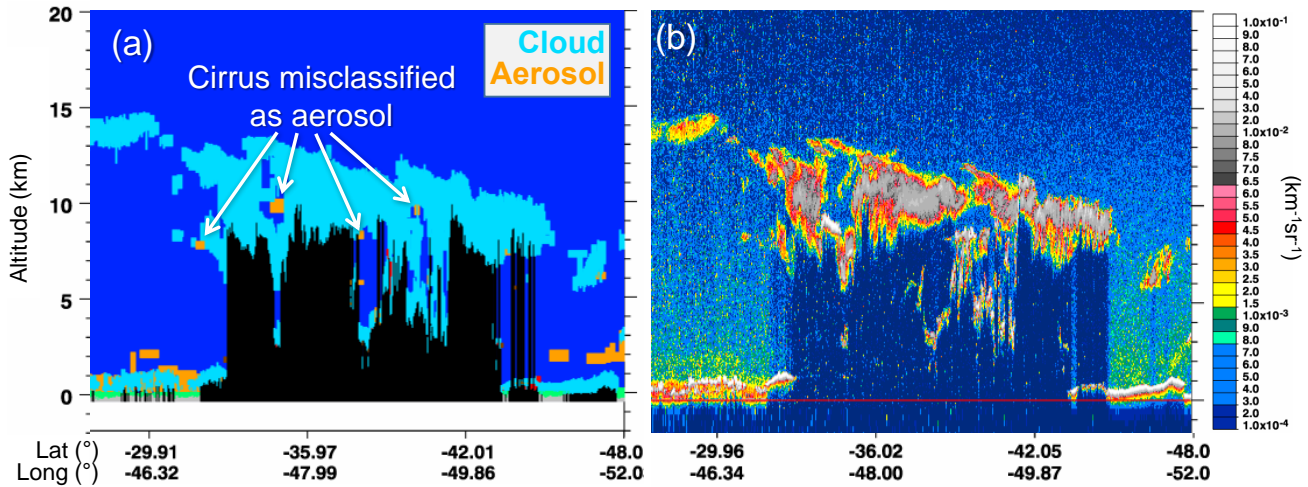 (a)
Cloud
Aerosol
Cirrus misclassified
as aerosol
Altitude (km)
20
15
10
5
0
Lat (°)
-29.91 -35.97 -42.01 -48.0
Long (°)
-46.32 -47.99 -49.86 -52.0
(b)
-29.96 -36.02 -42.05 -48.0
-46.34 -48.00 -49.87 -52.0
1.0x10⁻¹
9.0
8.0
7.0
6.0
5.0
4.0
3.0
2.0
1.0x10⁻²
9.0
8.5
8.0
7.5
7.0
6.5
6.0
5.5
5.0
4.5
4.0
3.5
3.0
2.5
2.0
1.5
1.0x10⁻³
9.0
8.0
7.0
6.0
5.0
4.0
3.0
2.0
1.0x10⁻⁴
(km⁻¹sr⁻¹)